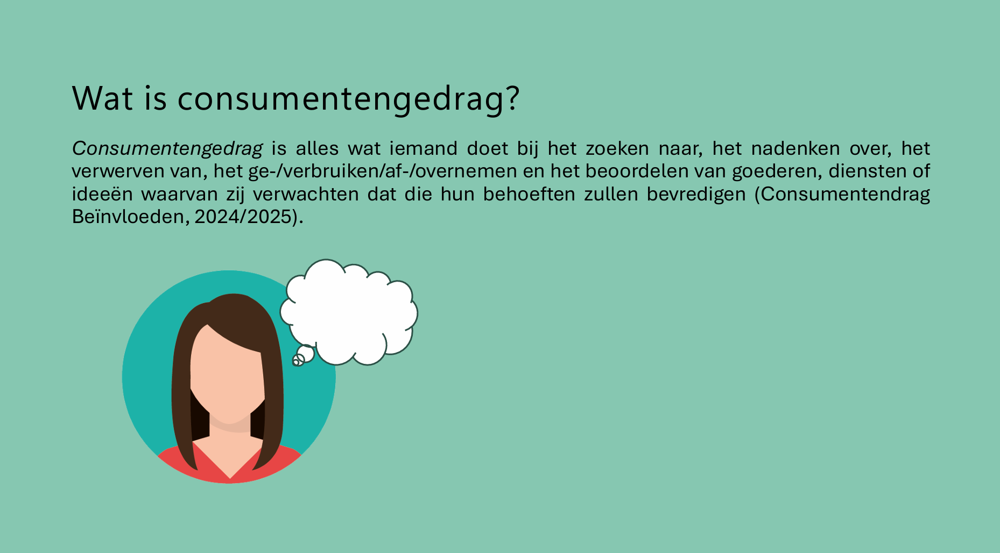 Wat is consumentengedrag?
Consumentengedrag is alles wat iemand doet bij het zoeken naar, het nadenken over, het
verwerven van, het ge-/verbruiken/af-/overnemen en het beoordelen van goederen, diensten of
ideeën waarvan zij verwachten dat die hun behoeften zullen bevredigen (Consumentendrag
Beïnvloeden, 2024/2025).